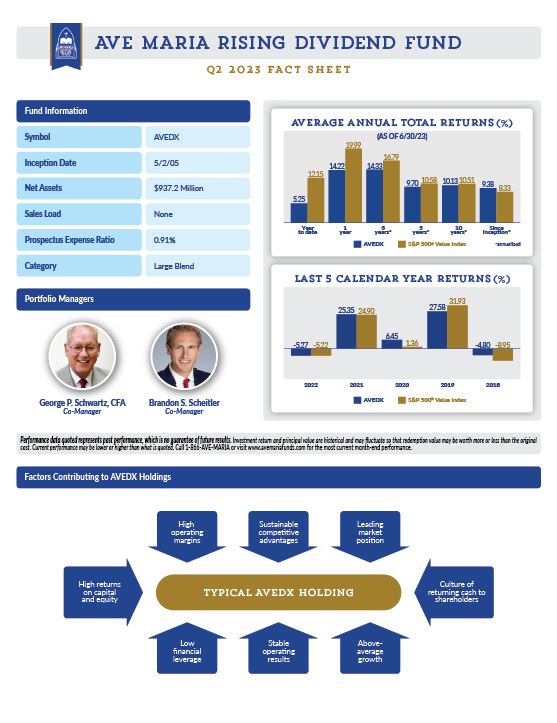 AVE MARIA RISING DIVIDEND FUND
Q2 2023 FACT SHEET
Fund Information
Symbol AVEDX
Inception Date 5/2/05
Net Assets $937.2 Million
Sales Load None
Prospectus Expense Ratio 0.91%
Category Large Blend
Portfolio Managers
George P. Schwartz, CFA
Co-Manager
Brandon S. Scheitler
Co-Manager
AVERAGE ANNUAL TOTAL RETURNS (%)
(AS OF 6/30/23)
5.25 12.15 14.22 19.99 14.33 16.79 9.70 10.58 10.13 10.51 9.38 8.33
Year
to date
1
year
5
years*
10
years*
Since
Inception*
AVEDX S&P 500® Value Index *annualized
LAST 5 CALENDAR YEAR RETURNS (%)
-5.27 -5.22 25.35 24.90 6.45 1.36 27.58 31.93 -4.80 -8.95
2022 2021 2020 2019 2018
AVEDX S&P 500® Value Index
Performance data quoted represents past performance, which is no guarantee of future results. Investment return and principal value are historical and may fluctuate so that redemption value may be worth more or less than the original
cost. Current performance may be lower or higher than what is quoted. Call 1-866-AVE-MARIA or visit www.avemariafunds.com for the most current month-end performance.
Factors Contributing to AVEDX Holdings
High
operating
margins
Sustainable
competitive
advantages
Leading
market
position
High returns
on capital
and equity
TYPICAL AVEDX HOLDING
Culture of
returning cash to
shareholders
Low
financial
leverage
Stable
operating
results
Above-
average
growth